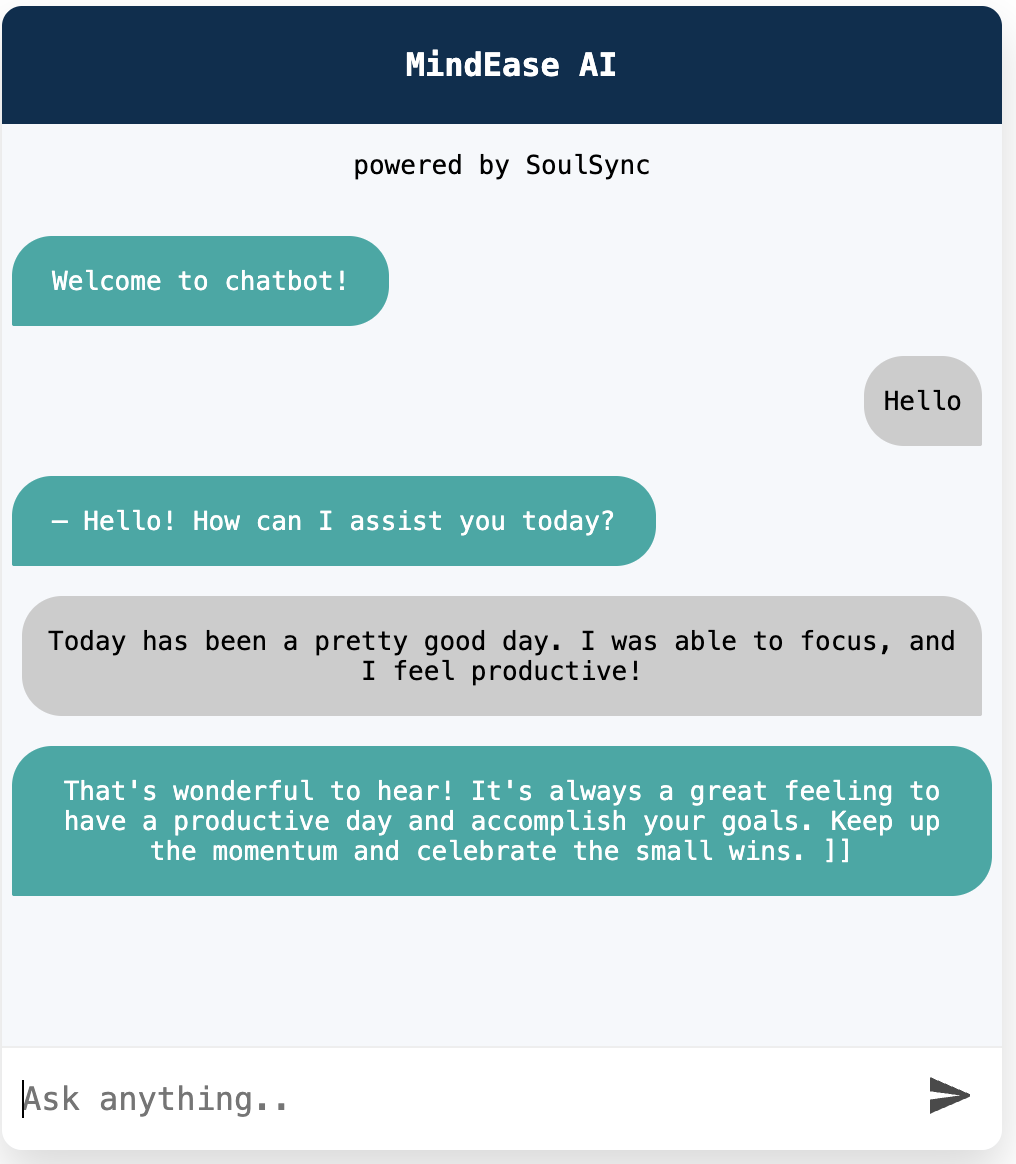 MindEase AI
powered by SoulSync
Welcome to chatbot!
Hello
– Hello! How can I assist you today?
Today has been a pretty good day. I was able to focus, and
I feel productive!
That's wonderful to hear! It's always a great feeling to
have a productive day and accomplish your goals. Keep up
the momentum and celebrate the small wins. ]]
Ask anything..